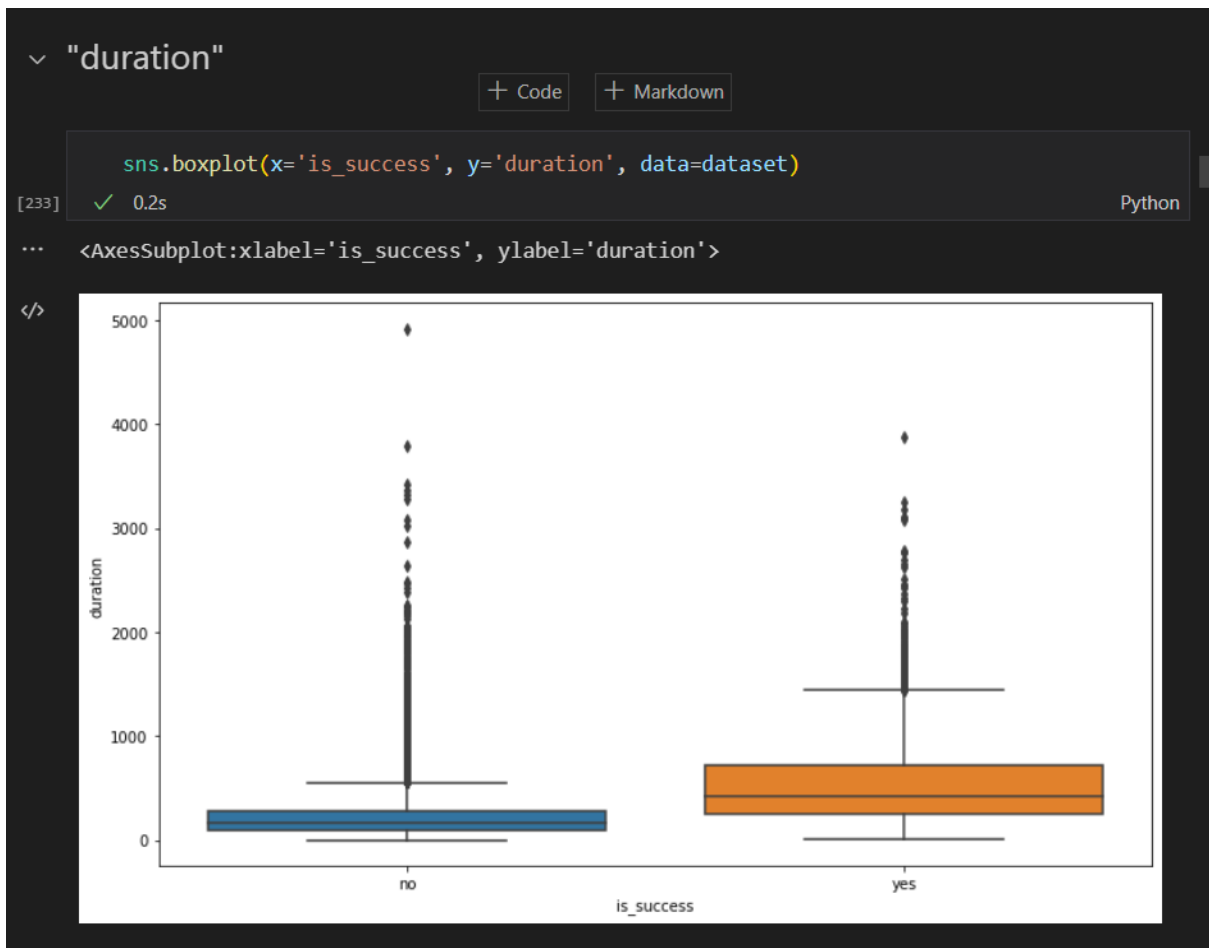 "duration"
+ Code + Markdown
sns.boxplot(x='is_success', y='duration', data=dataset)
[233] ✓ 0.2s Python
... <AxesSubplot:xlabel='is_success', ylabel='duration'>
</>
5000
4000
3000
2000
1000
0
duration
no yes
is_success